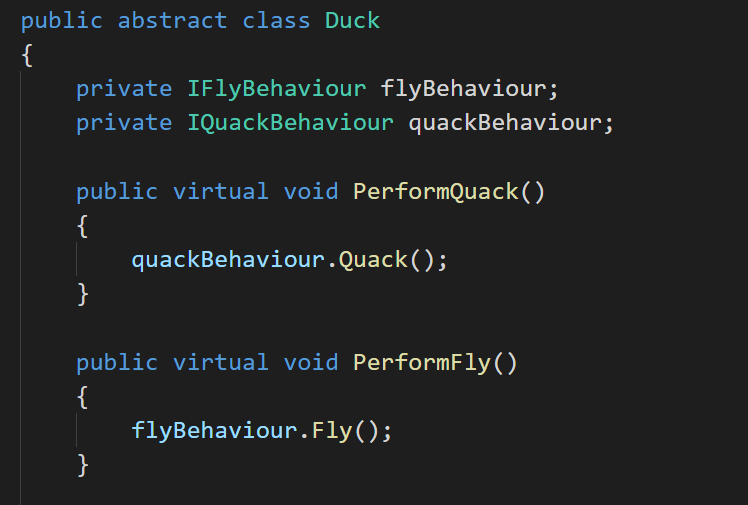 public abstract class Duck
{
    private IFlyBehaviour flyBehaviour;
    private IQuackBehaviour quackBehaviour;

    public virtual void PerformQuack()
    {
        quackBehaviour.Quack();
    }

    public virtual void PerformFly()
    {
        flyBehaviour.Fly();
    }